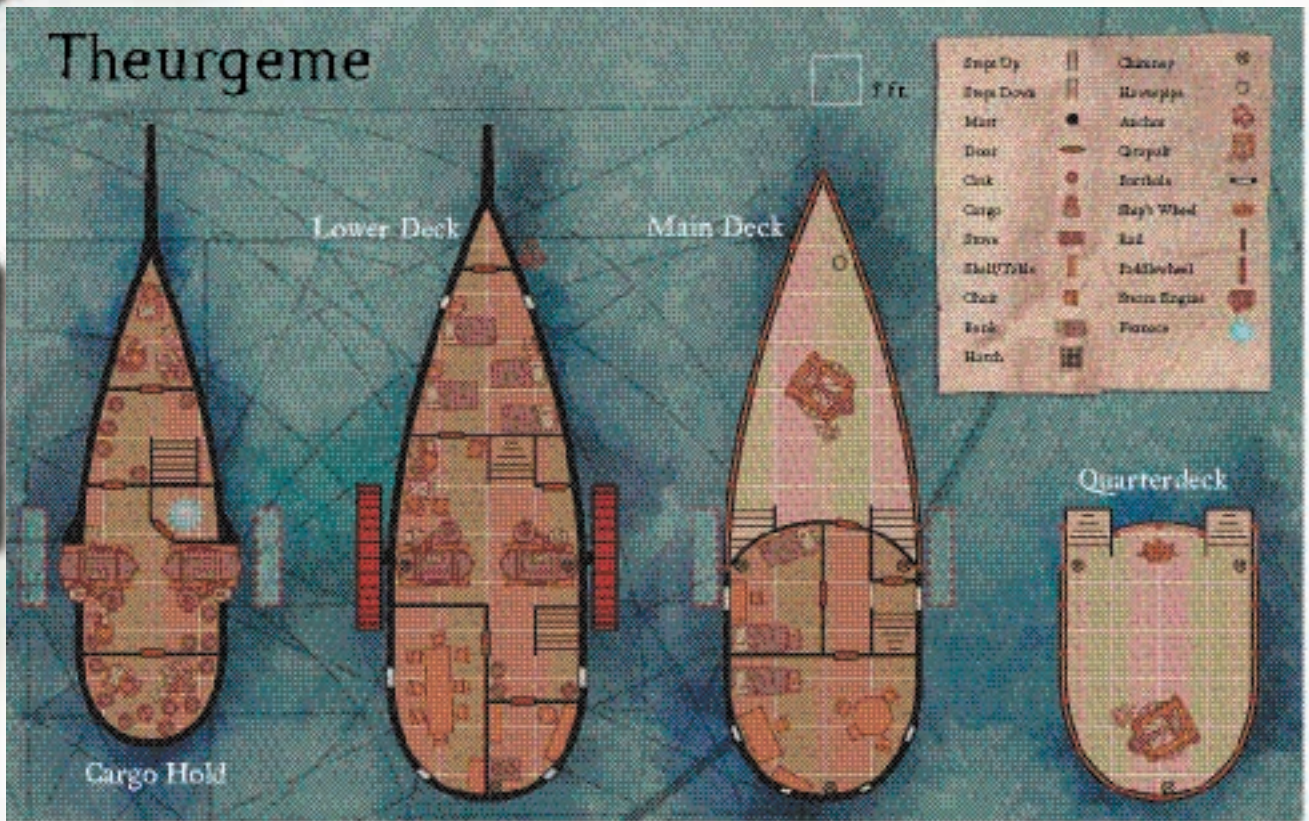 Theurgeme
5 ft.
Steps Up
Steps Down
Mast
Door
Cask
Cargo
Stove
Shelf/Table
Chair
Bunk
Hatch
Chimney
Hawsepipe
Anchor
Catapult
Porthole
Ship's Wheel
Rail
Paddlewheel
Steam Engine
Furnace
Lower Deck
Main Deck
Quarterdeck
Cargo Hold